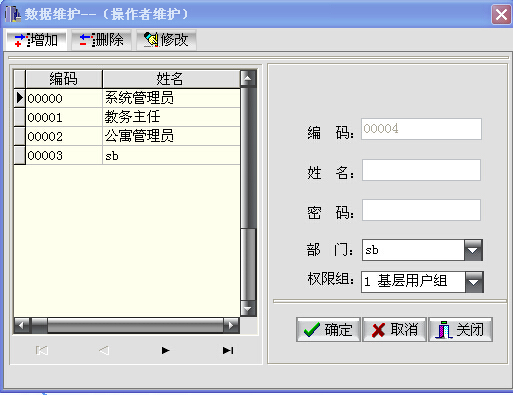 数据维护--（操作者维护）
增加 删除 修改
编码 姓名
00000 系统管理员
00001 教务主任
00002 公寓管理员
00003 sb
编 码: 00004
姓 名:
密 码:
部 门: sb
权限组: 1 基层用户组
确定 取消 关闭